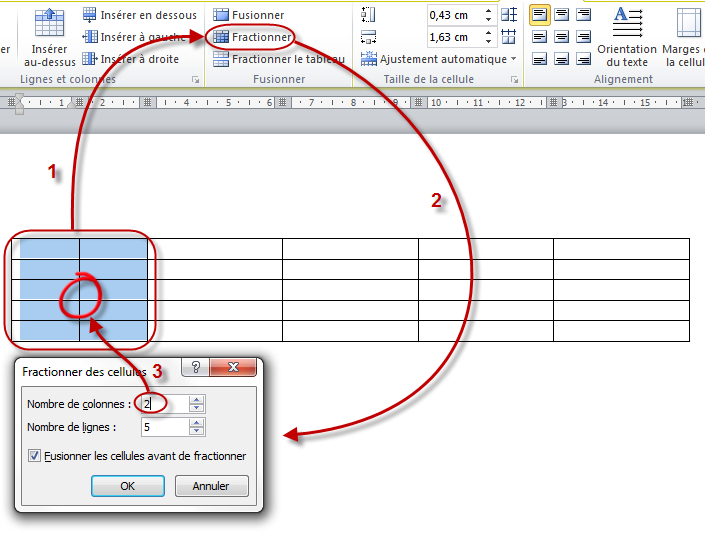 er
Insérer au-dessus
Insérer en dessous
Insérer à gauche
Insérer à droite
Lignes et colonnes
Fusionner
Fractionner
Fractionner le tableau
Fusionner
0,43 cm
1,63 cm
Ajustement automatique
Taille de la cellule
Orientation du texte
Marges de la cellul
Alignement
1 2 3 4 5 6 7 8 9 10 11 12 13 14 15
1
2
3
Fractionner des cellules
?
Nombre de colonnes : 2
Nombre de lignes : 5
Fusionner les cellules avant de fractionner
OK
Annuler